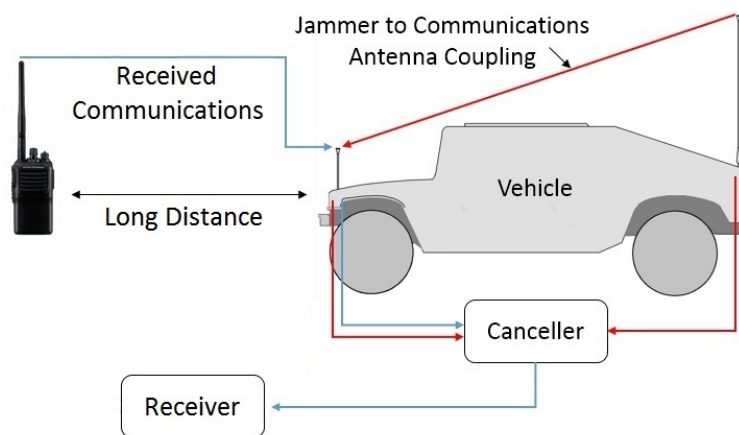 Jammer to Communications
Antenna Coupling
Received
Communications
Vehicle
Long Distance
Canceller
Receiver